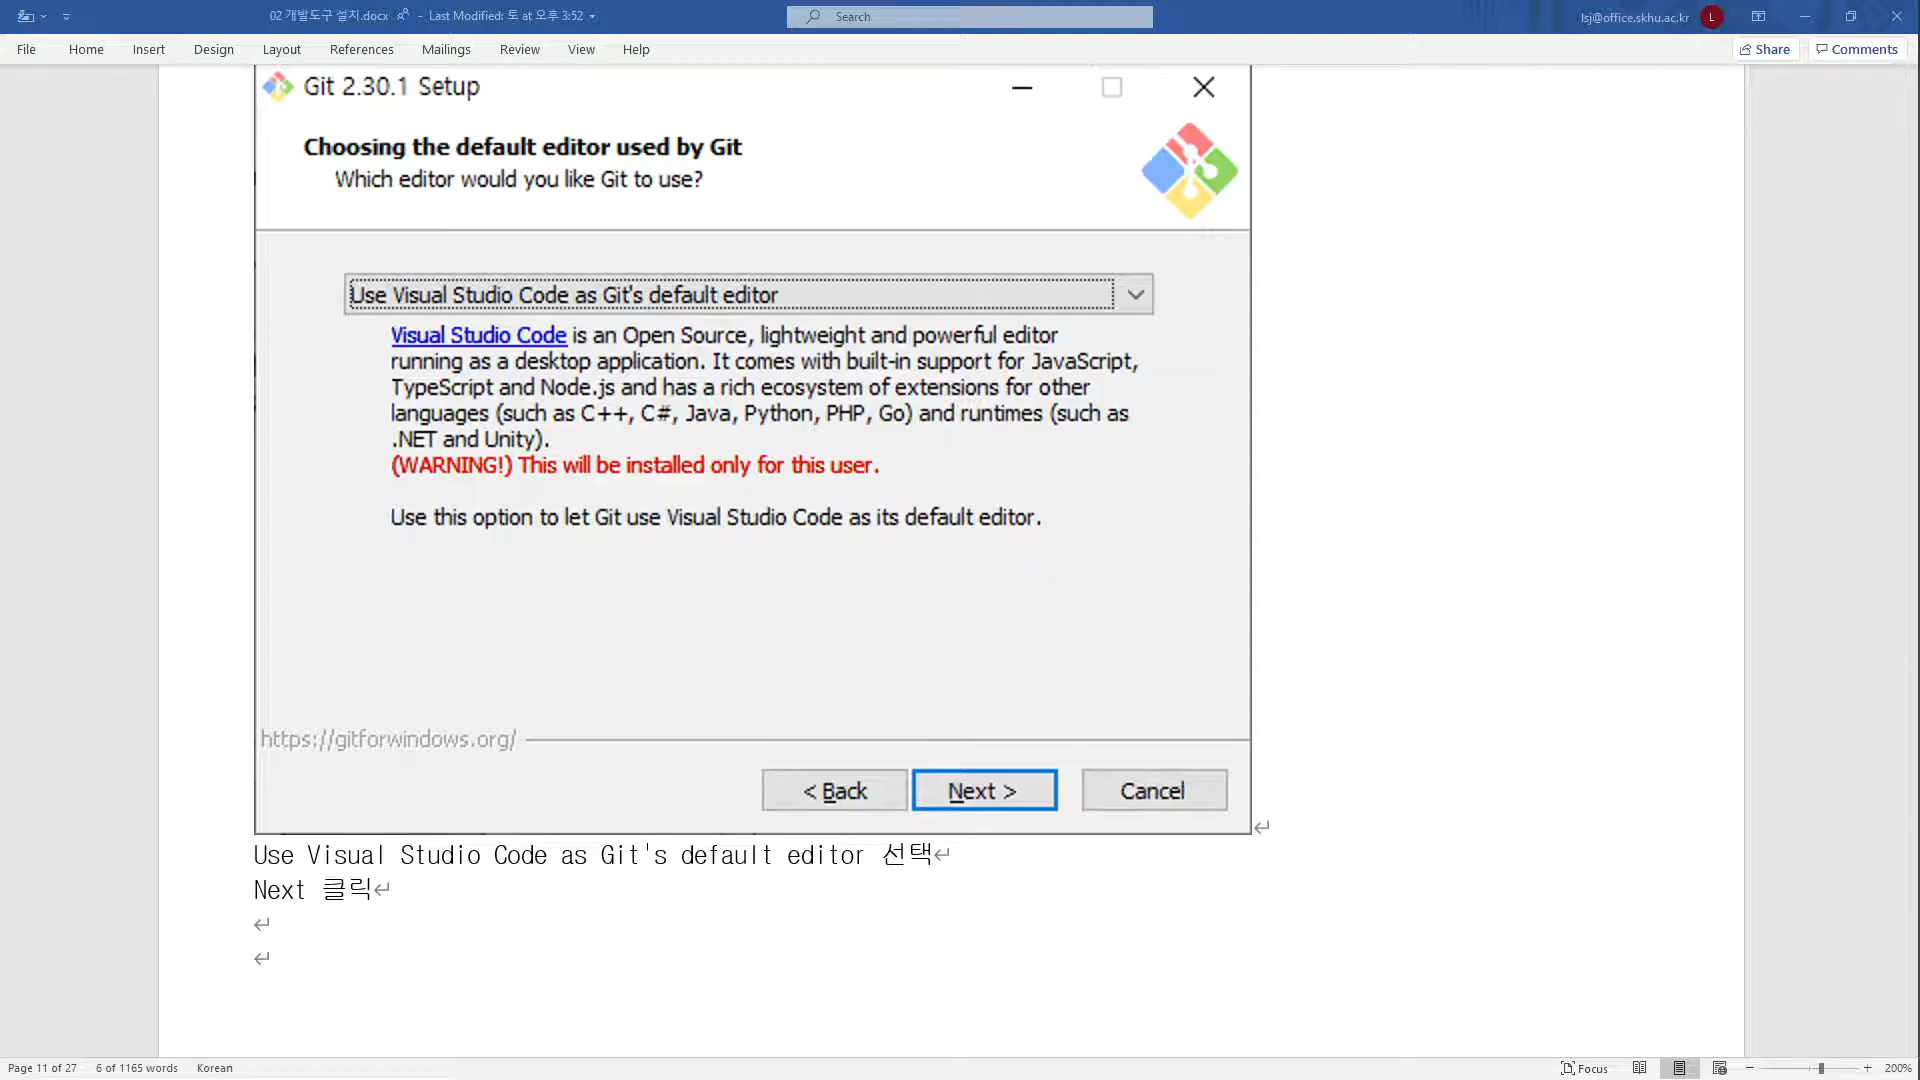 02 개발도구 설치.docx - Last Modified: 토 at 오후 3:52
Search
lsj@office.skhu.ac.kr L
File Home Insert Design Layout References Mailings Review View Help
Share Comments
Git 2.30.1 Setup
Choosing the default editor used by Git
Which editor would you like Git to use?
Use Visual Studio Code as Git's default editor
Visual Studio Code is an Open Source, lightweight and powerful editor
running as a desktop application. It comes with built-in support for JavaScript,
TypeScript and Node.js and has a rich ecosystem of extensions for other
languages (such as C++, C#, Java, Python, PHP, Go) and runtimes (such as
.NET and Unity).
(WARNING!) This will be installed only for this user.
Use this option to let Git use Visual Studio Code as its default editor.
https://gitforwindows.org/
< Back Next > Cancel
Use Visual Studio Code as Git's default editor 선택
Next 클릭
Page 11 of 27 6 of 1165 words Korean
Focus
200%